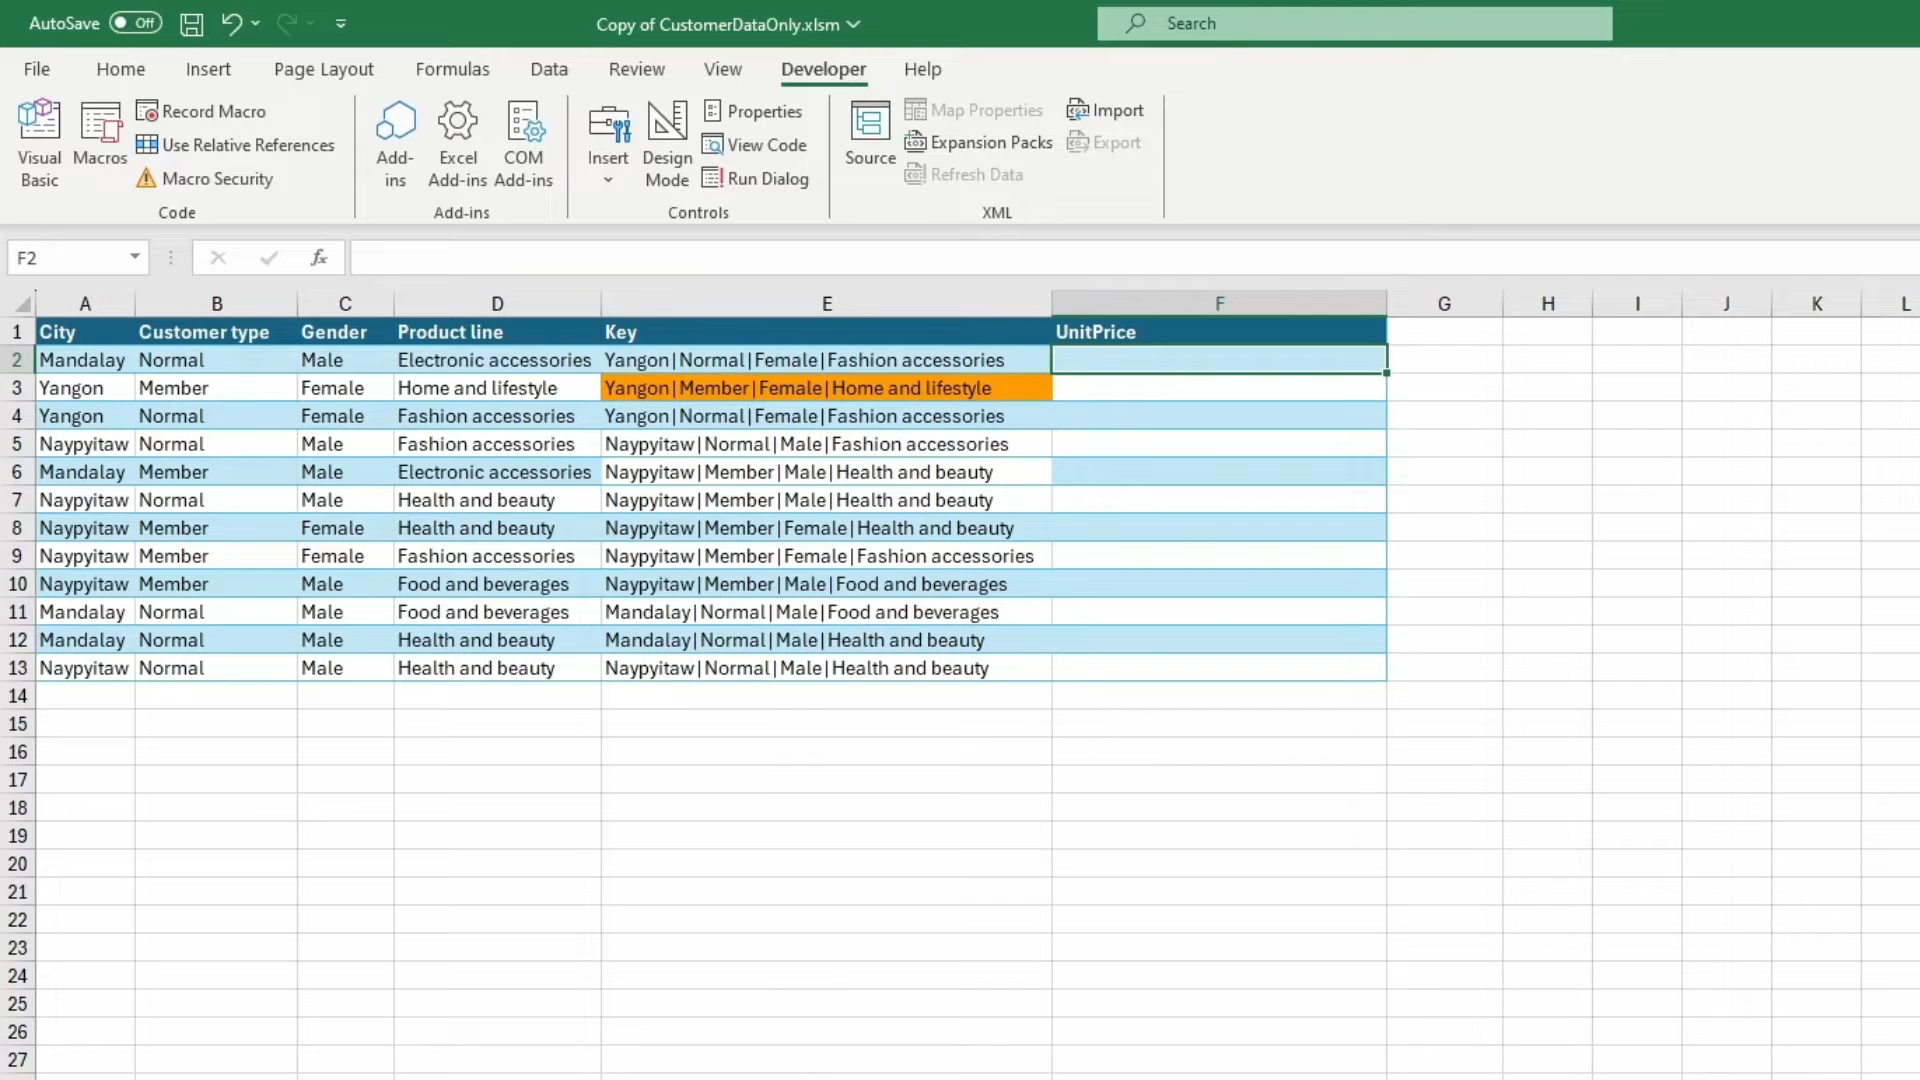 AutoSave Off Copy of CustomerDataOnly.xlsm Search
File Home Insert Page Layout Formulas Data Review View Developer Help
Visual Basic Macros Record Macro Use Relative References Macro Security Code
Add-ins Excel Add-ins COM Add-ins Add-ins
Insert Design Mode Properties View Code Run Dialog Controls
Source Map Properties Expansion Packs Refresh Data Import Export XML
F2 fx
A B C D E F G H I J K L
1 City Customer type Gender Product line Key UnitPrice
2 Mandalay Normal Male Electronic accessories Yangon|Normal|Female|Fashion accessories
3 Yangon Member Female Home and lifestyle Yangon|Member|Female|Home and lifestyle
4 Yangon Normal Female Fashion accessories Yangon|Normal|Female|Fashion accessories
5 Naypyitaw Normal Male Fashion accessories Naypyitaw|Normal|Male|Fashion accessories
6 Mandalay Member Male Electronic accessories Naypyitaw|Member|Male|Health and beauty
7 Naypyitaw Normal Male Health and beauty Naypyitaw|Member|Male|Health and beauty
8 Naypyitaw Member Female Health and beauty Naypyitaw|Member|Female|Health and beauty
9 Naypyitaw Member Female Fashion accessories Naypyitaw|Member|Female|Fashion accessories
10 Naypyitaw Member Male Food and beverages Naypyitaw|Member|Male|Food and beverages
11 Mandalay Normal Male Food and beverages Mandalay|Normal|Male|Food and beverages
12 Mandalay Normal Male Health and beauty Mandalay|Normal|Male|Health and beauty
13 Naypyitaw Normal Male Health and beauty Naypyitaw|Normal|Male|Health and beauty
14
15
16
17
18
19
20
21
22
23
24
25
26
27